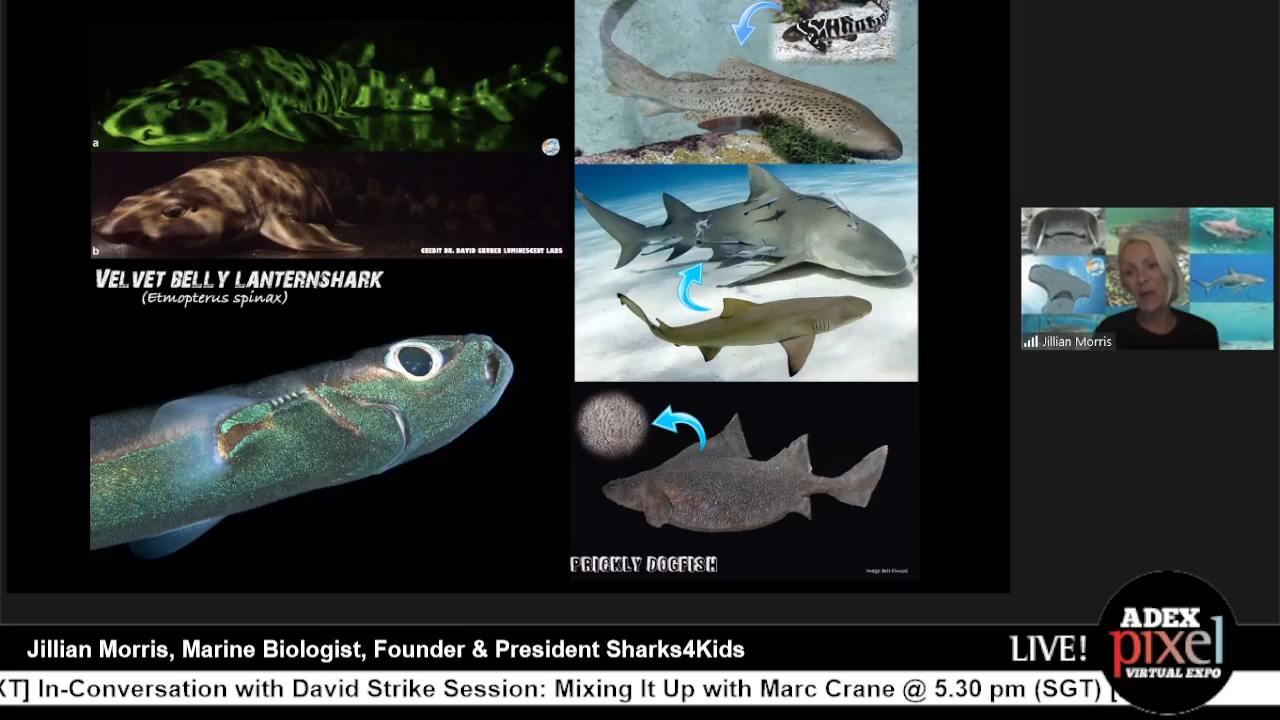 a
b
CREDIT DR. DAVID GRUBER LUMINESCENT LABS
VELVET BELLY LANTERNSHARK
(Etmopterus spinax)
PRICKLY DOGFISH
Jillian Morris
Jillian Morris, Marine Biologist, Founder & President Sharks4Kids
LIVE!
ADEX
pixel
VIRTUAL EXPO
XT] In-Conversation with David Strike Session: Mixing It Up with Marc Crane @ 5.30 pm (SGT) [